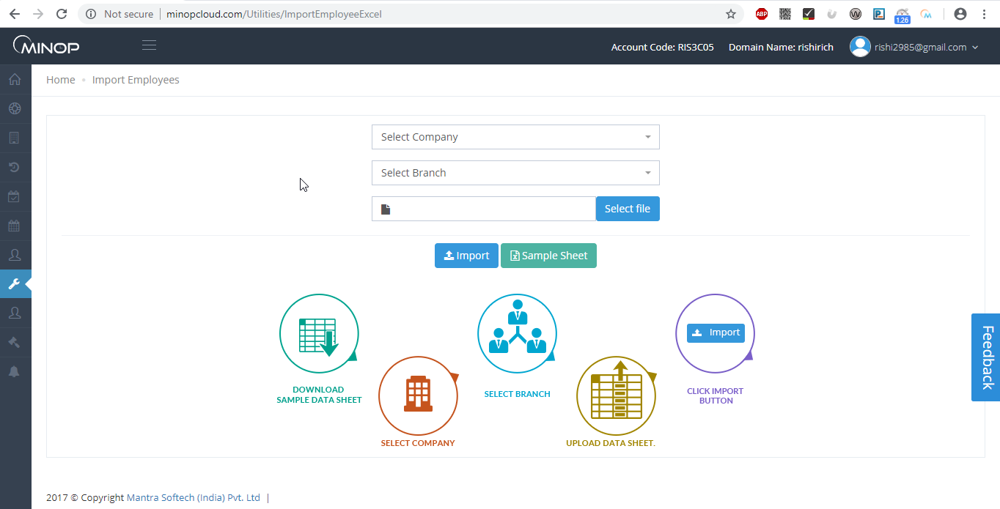 Not secure | minopcloud.com/Utilities/ImportEmployeeExcel
ABP
1.26
MINOP
Account Code: RIS3C05 Domain Name: rishirich rishi2985@gmail.com
Home • Import Employees
Select Company
Select Branch
Select file
Import Sample Sheet
Import
DOWNLOAD
SAMPLE DATA SHEET
SELECT COMPANY
SELECT BRANCH
UPLOAD DATA SHEET.
CLICK IMPORT
BUTTON
Feedback
2017 © Copyright Mantra Softech (India) Pvt. Ltd |